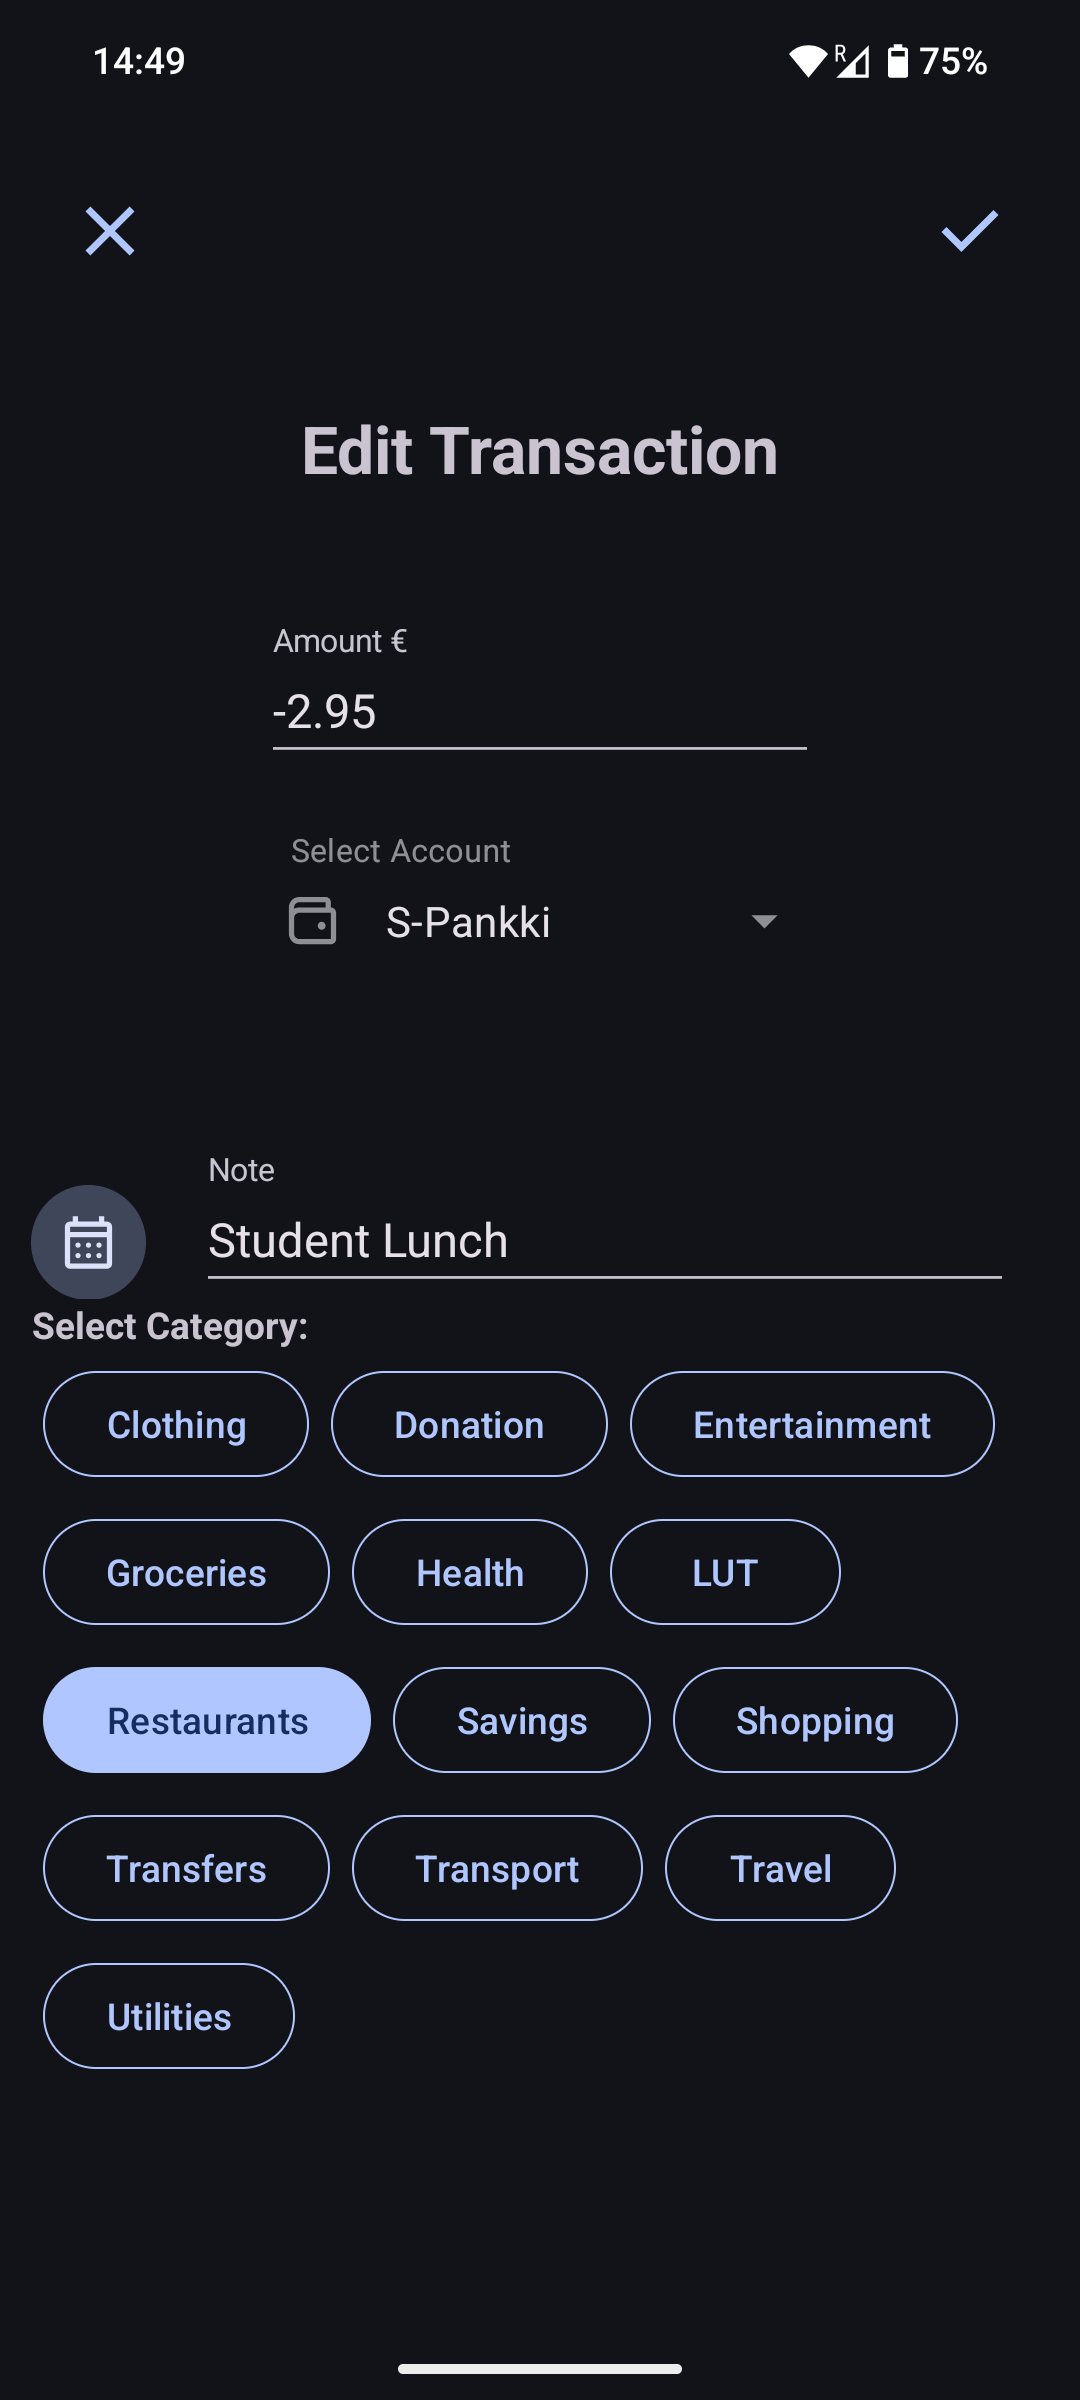 14:49 R 75%
Edit Transaction
Amount €
-2.95
Select Account
S-Pankki
Note
Student Lunch
Select Category:
Clothing Donation Entertainment
Groceries Health LUT
Restaurants Savings Shopping
Transfers Transport Travel
Utilities